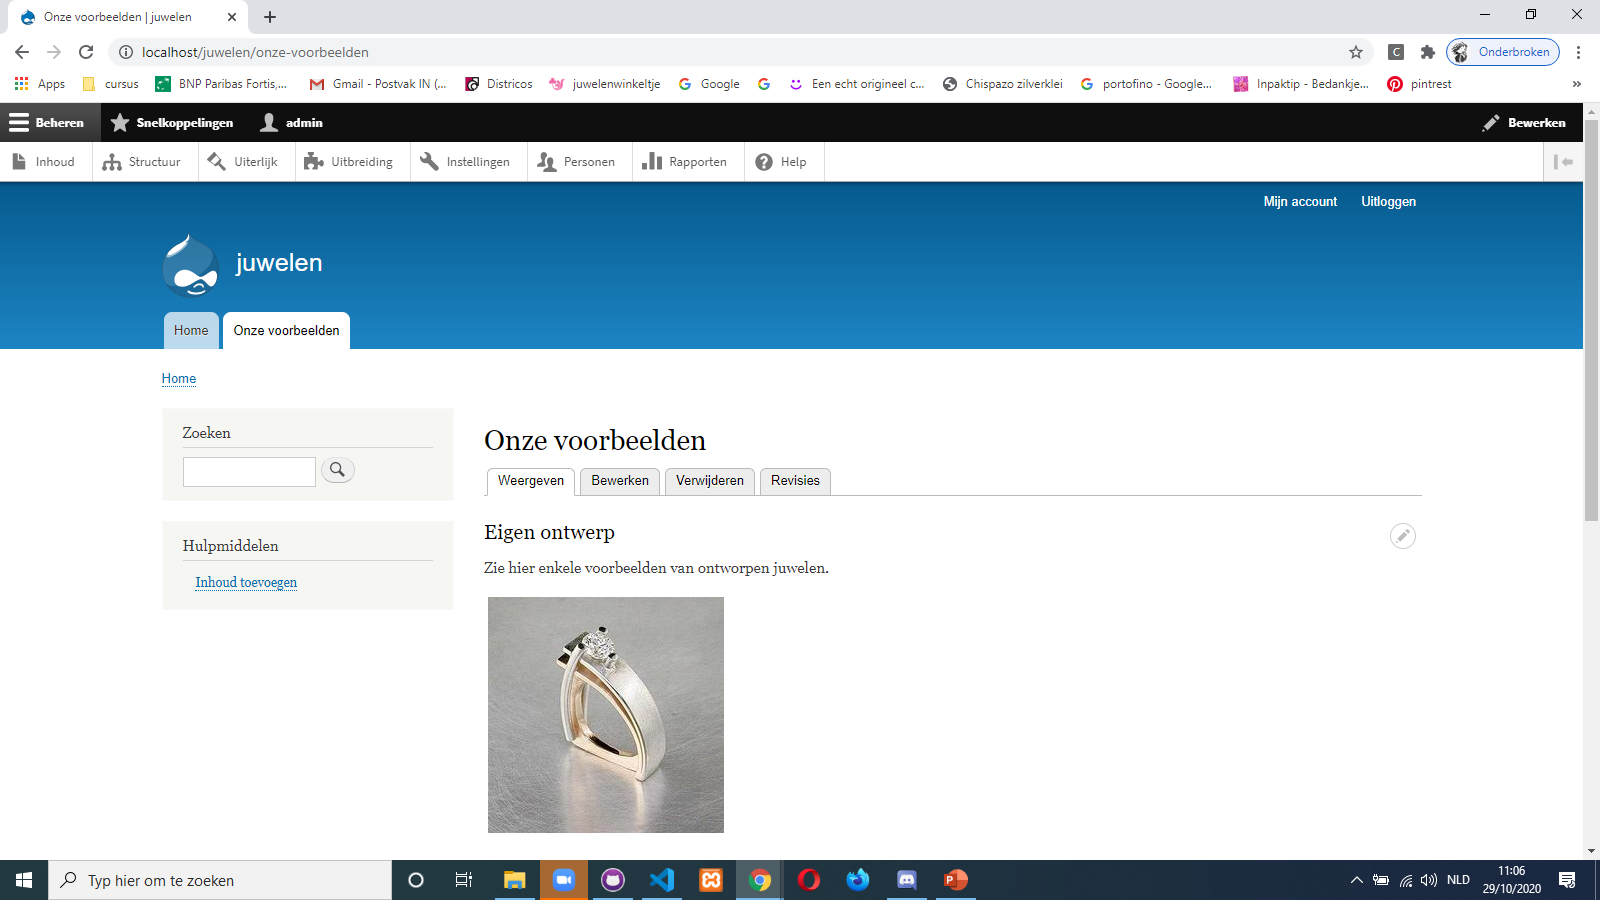 Onze voorbeelden | juwelen
localhost/juwelen/onze-voorbeelden
C
Onderbroken
Apps
cursus
BNP Paribas Fortis,...
Gmail - Postvak IN (...
Districos
juwelenwinkeltje
Google
Een echt origineel c...
Chispazo zilverklei
portofino - Google...
Inpaktip - Bedankje...
pintrest
»
Beheren
Snelkoppelingen
admin
Bewerken
Inhoud
Structuur
Uiterlijk
Uitbreiding
Instellingen
Personen
Rapporten
Help
Mijn account
Uitloggen
juwelen
Home
Onze voorbeelden
Home
Zoeken
Hulpmiddelen
Inhoud toevoegen
Onze voorbeelden
Weergeven
Bewerken
Verwijderen
Revisies
Eigen ontwerp
Zie hier enkele voorbeelden van ontworpen juwelen.
Typ hier om te zoeken
NLD
11:06
29/10/2020